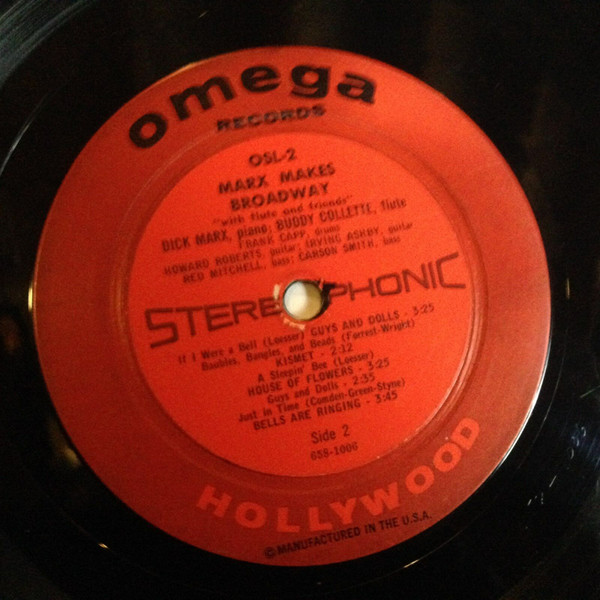 omega
RECORDS
OSL-2
MARX MAKES
BROADWAY
"with flute and friends"
DICK MARX, piano; BUDDY COLLETTE, flute
FRANK CAPP, drums
HOWARD ROBERTS, guitar; IRVING ASHBY, guitar
RED MITCHELL, bass; CARSON SMITH, bass
STEREOPHONIC
If I Were a Bell (Loesser) GUYS AND DOLLS - 3:25
Baubles, Bangles, and Beads (Forrest-Wright)
KISMET - 2:12
A Sleepin' Bee (Loesser)
HOUSE OF FLOWERS - 3:35
Guys and Dolls - 2:35
Just in Time (Comden-Green-Styne)
BELLS ARE RINGING - 3:45
Side 2
6SS-1006
HOLLYWOOD
© MANUFACTURED IN THE U.S.A.